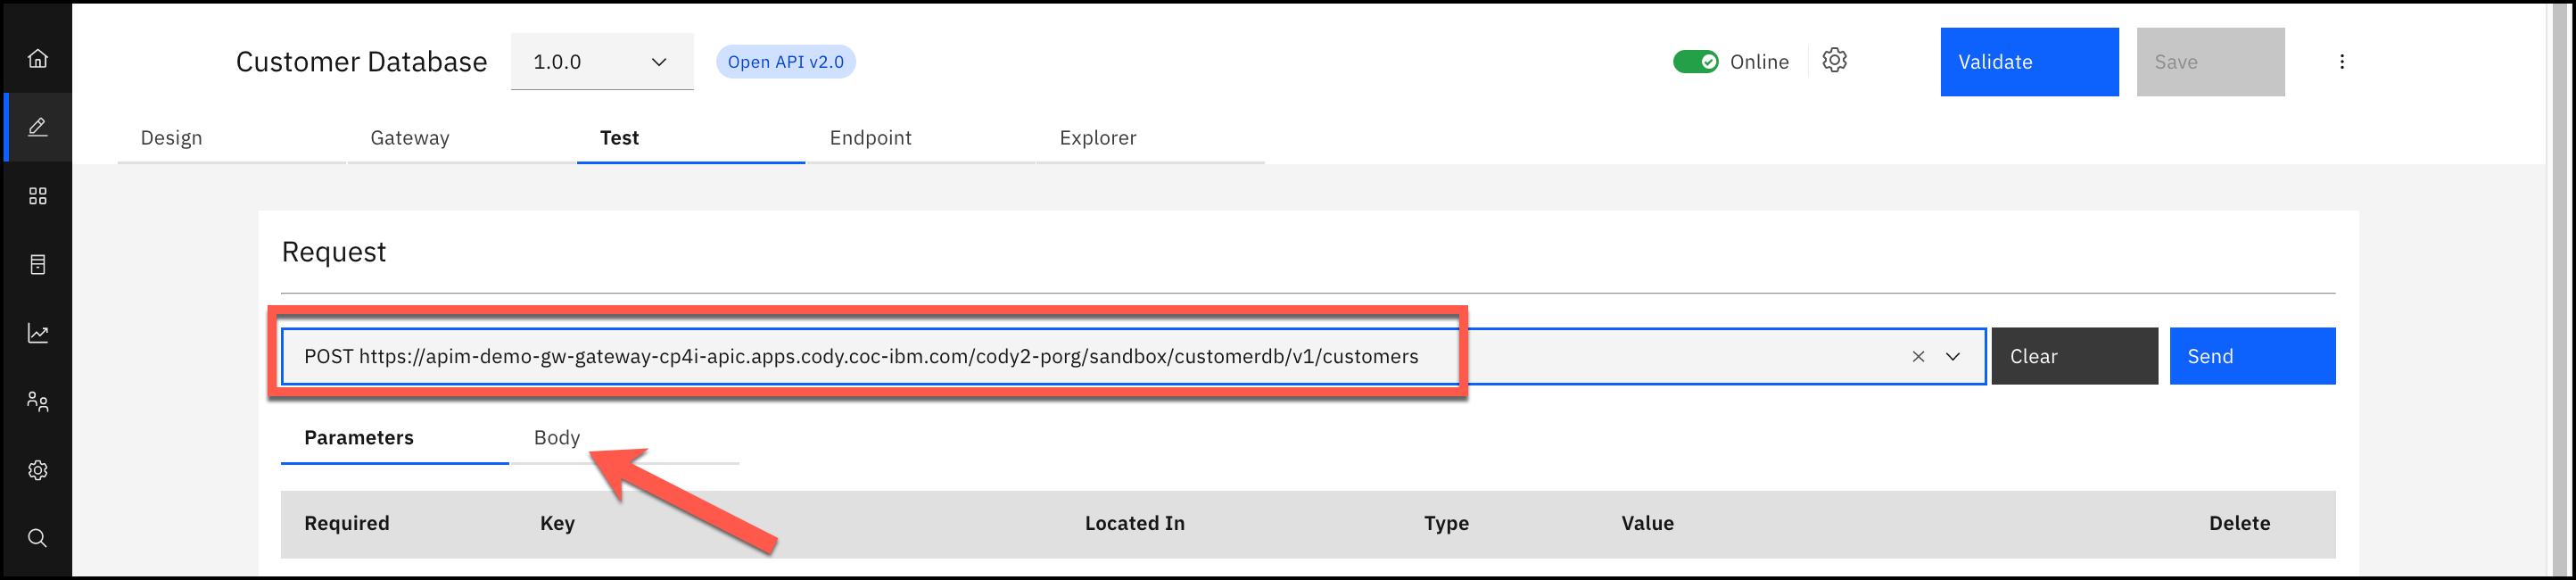 Customer Database 1.0.0 Open API v2.0 Online Validate Save
Design Gateway Test Endpoint Explorer
Request
POST https://apim-demo-gw-gateway-cp4i-apic.apps.cody.coc-ibm.com/cody2-porg/sandbox/customerdb/v1/customers Clear Send
Parameters Body
Required Key Located In Type Value Delete